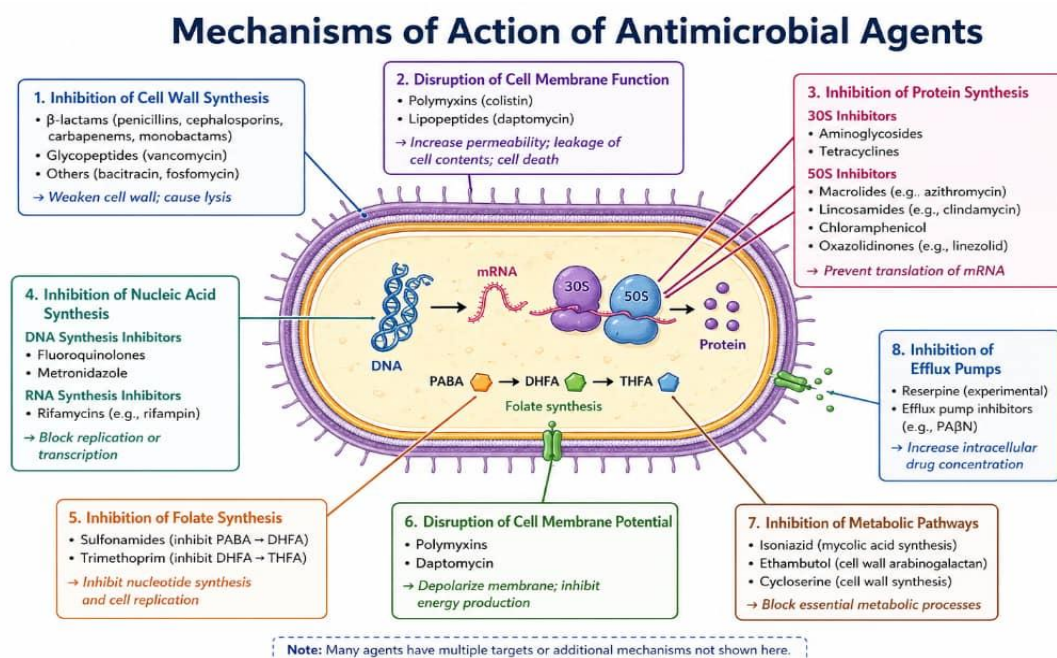 Mechanisms of Action of Antimicrobial Agents
1. Inhibition of Cell Wall Synthesis
• β-lactams (penicillins, cephalosporins,
carbapenems, monobactams)
• Glycopeptides (vancomycin)
• Others (bacitracin, fosfomycin)
→ Weaken cell wall; cause lysis
2. Disruption of Cell Membrane Function
• Polymyxins (colistin)
• Lipopeptides (daptomycin)
→ Increase permeability; leakage of
cell contents; cell death
3. Inhibition of Protein Synthesis
30S Inhibitors
• Aminoglycosides
• Tetracyclines
50S Inhibitors
• Macrolides (e.g.. azithromycin)
• Lincosamides (e.g., clindamycin)
• Chloramphenicol
• Oxazolidinones (e.g., linezolid)
→ Prevent translation of mRNA
4. Inhibition of Nucleic Acid
Synthesis
DNA Synthesis Inhibitors
• Fluoroquinolones
• Metronidazole
RNA Synthesis Inhibitors
• Rifamycins (e.g., rifampin)
→ Block replication or
transcription
DNA
mRNA
30S
50S
Protein
PABA → DHFA → THFA
Folate synthesis
8. Inhibition of
Efflux Pumps
• Reserpine (experimental)
• Efflux pump inhibitors
(e.g., PAβN)
→ Increase intracellular
drug concentration
5. Inhibition of Folate Synthesis
• Sulfonamides (inhibit PABA → DHFA)
• Trimethoprim (inhibit DHFA → THFA)
→ Inhibit nucleotide synthesis
and cell replication
6. Disruption of Cell Membrane Potential
• Polymyxins
• Daptomycin
→ Depolarize membrane; inhibit
energy production
7. Inhibition of Metabolic Pathways
• Isoniazid (mycolic acid synthesis)
• Ethambutol (cell wall arabinogalactan)
• Cycloserine (cell wall synthesis)
→ Block essential metabolic processes
Note: Many agents have multiple targets or additional mechanisms not shown here.